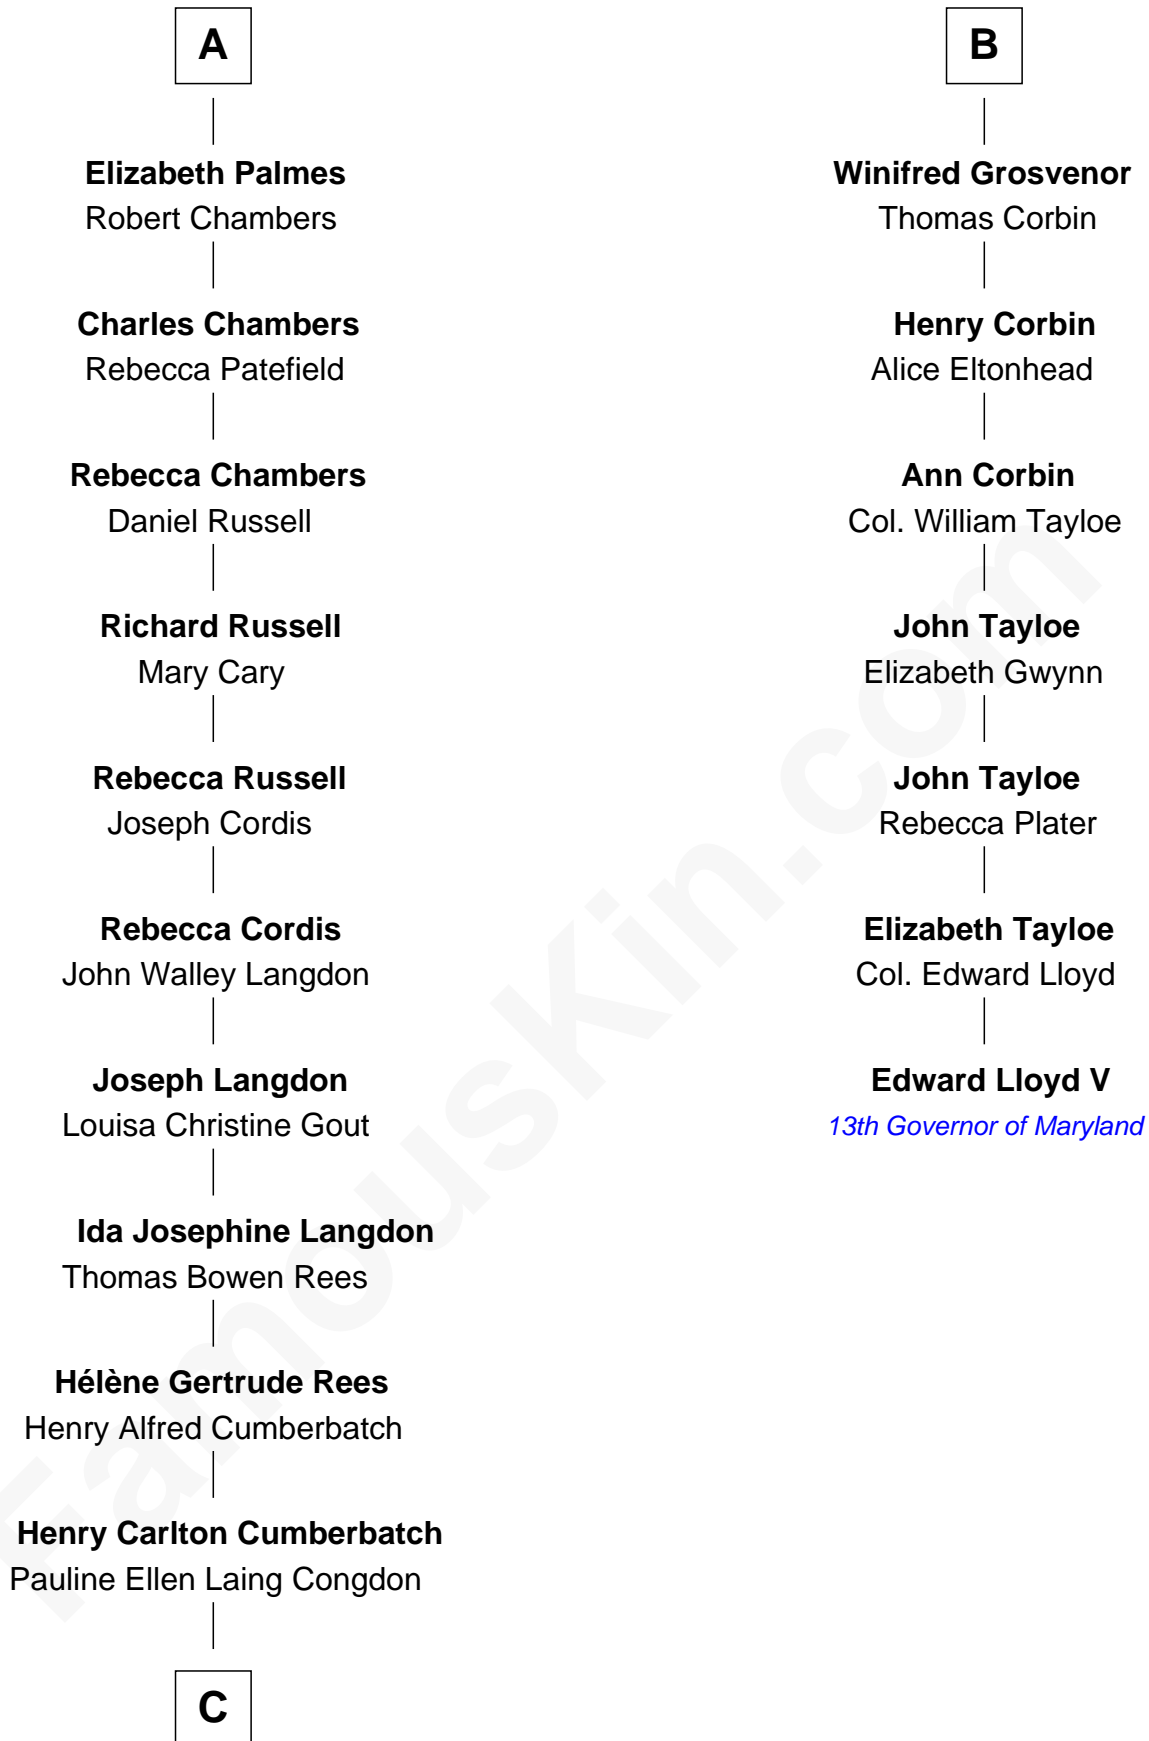 A
Elizabeth Palmes
Robert Chambers
Charles Chambers
Rebecca Patefield
Rebecca Chambers
Daniel Russell
Richard Russell
Mary Cary
Rebecca Russell
Joseph Cordis
Rebecca Cordis
John Walley Langdon
Joseph Langdon
Louisa Christine Gout
Ida Josephine Langdon
Thomas Bowen Rees
Hélène Gertrude Rees
Henry Alfred Cumberbatch
Henry Carlton Cumberbatch
Pauline Ellen Laing Congdon
C
B
Winifred Grosvenor
Thomas Corbin
Henry Corbin
Alice Eltonhead
Ann Corbin
Col. William Tayloe
John Tayloe
Elizabeth Gwynn
John Tayloe
Rebecca Plater
Elizabeth Tayloe
Col. Edward Lloyd
Edward Lloyd V
13th Governor of Maryland
FamousKin.com